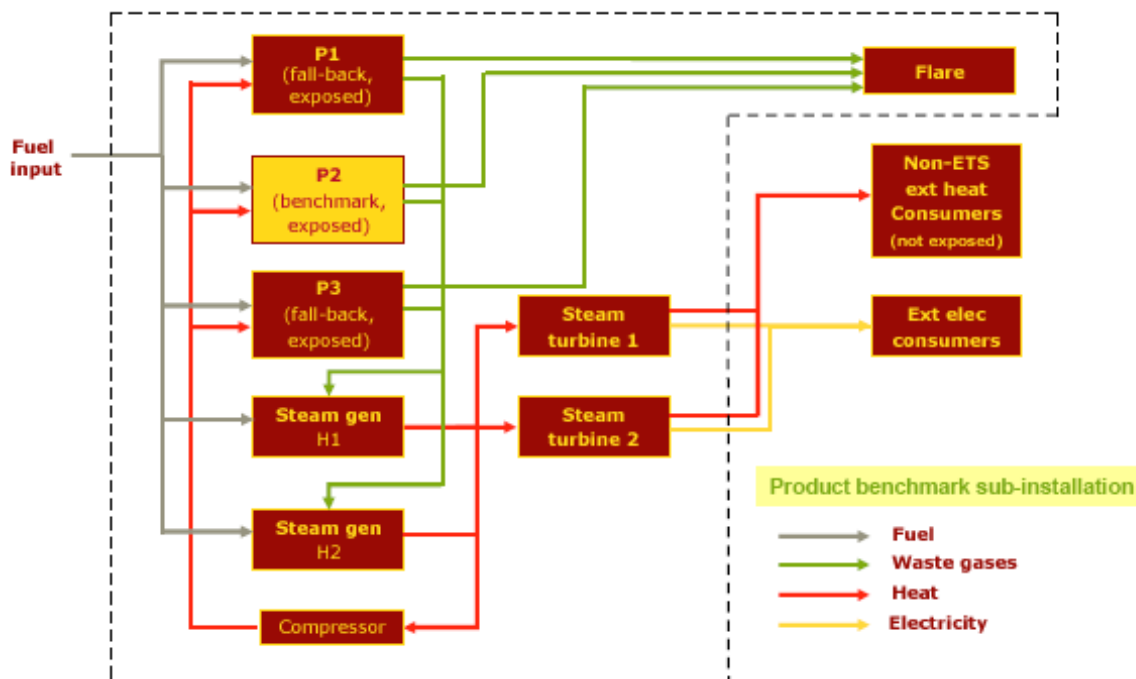 P1
(fall-back,
exposed)
Flare
Fuel
input
P2
(benchmark,
exposed)
Non-ETS
ext heat
Consumers
(not exposed)
P3
(fall-back,
exposed)
Steam
turbine 1
Ext elec
consumers
Steam gen
H1
Steam
turbine 2
Product benchmark sub-installation
Steam gen
H2
Fuel
Waste gases
Heat
Electricity
Compressor